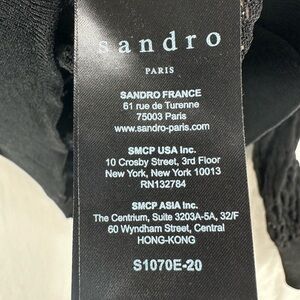 sandro
PARIS
SANDRO FRANCE
61 rue de Turenne
75003 Paris
www.sandro-paris.com
SMCP USA Inc.
10 Crosby Street, 3rd Floor
New York, New York 10013
RN132784
SMCP ASIA Inc.
The Centrium, Suite 3203A-5A, 32/F
60 Wyndham Street, Central
HONG-KONG
S1070E-20